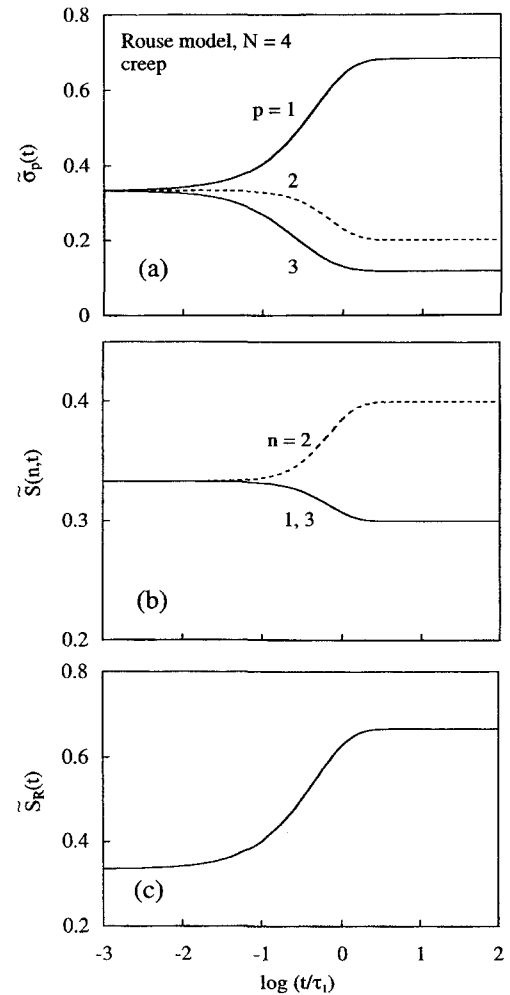 0.8
Rouse model, N = 4
creep
0.6
p = 1
σ̃p(t)
0.4
2
0.2
(a)
3
0
0.4
n = 2
S̃(n,t)
0.3
1, 3
(b)
0.2
0.8
0.6
S̃R(t)
0.4
(c)
0.2
-3 -2 -1 0 1 2
log (t/τ1)